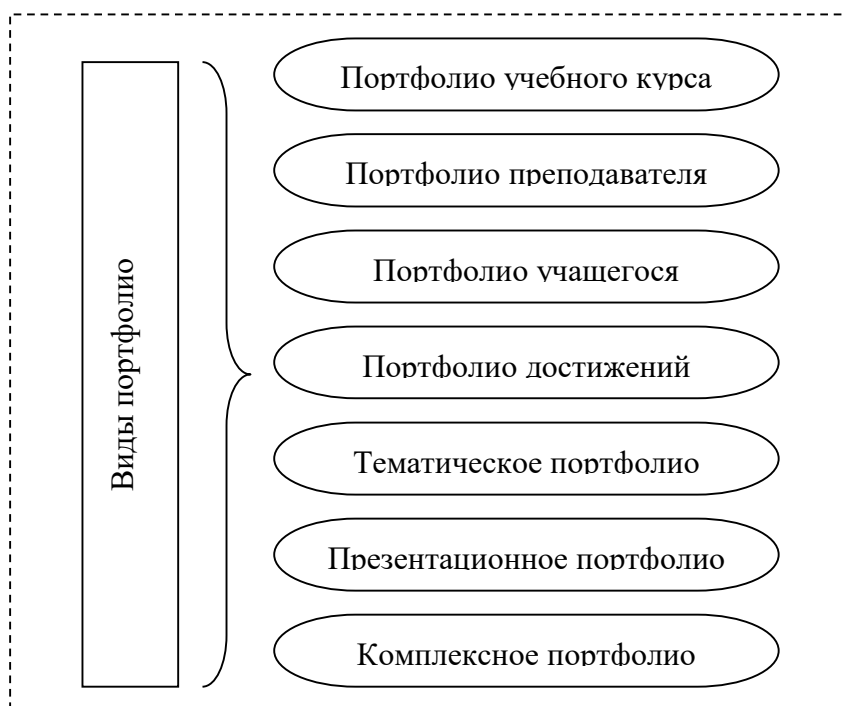 Виды портфолио
Портфолио учебного курса
Портфолио преподавателя
Портфолио учащегося
Портфолио достижений
Тематическое портфолио
Презентационное портфолио
Комплексное портфолио